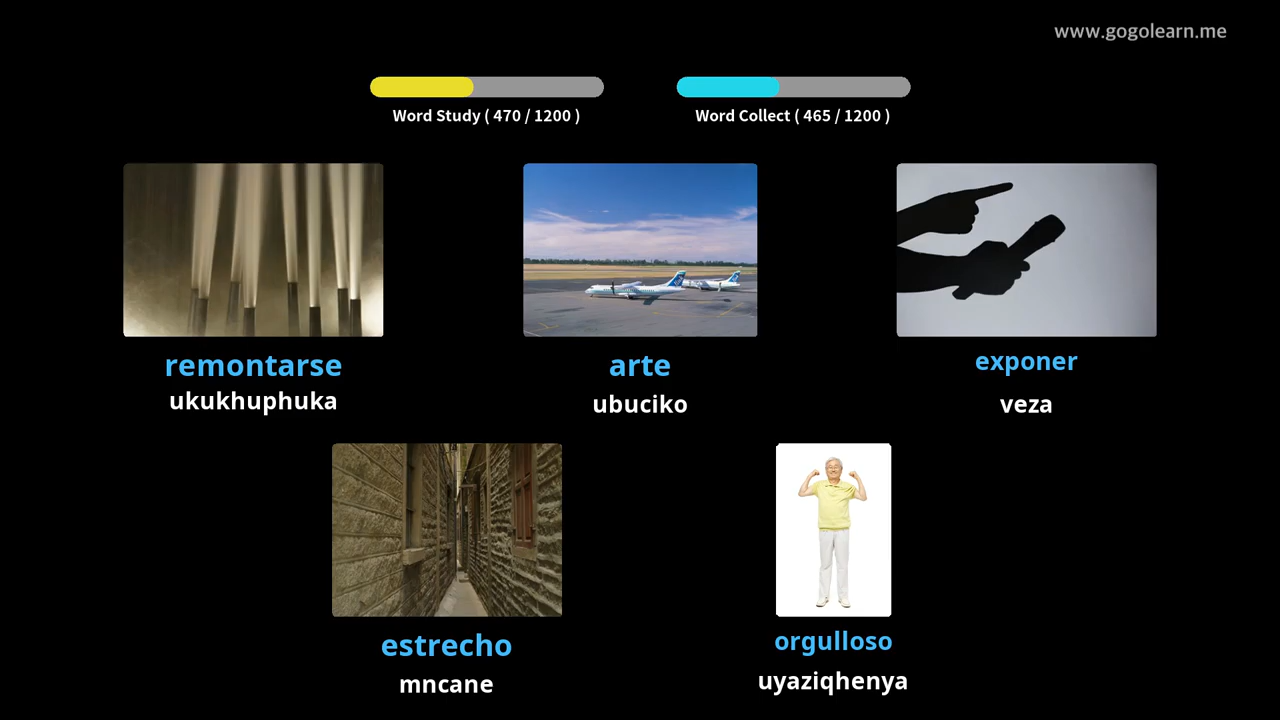 www.gogolearn.me
Word Study ( 470 / 1200 )
Word Collect ( 465 / 1200 )
remontarse
ukukhuphuka
arte
ubuciko
exponer
veza
estrecho
mncane
orgulloso
uyaziqhenya